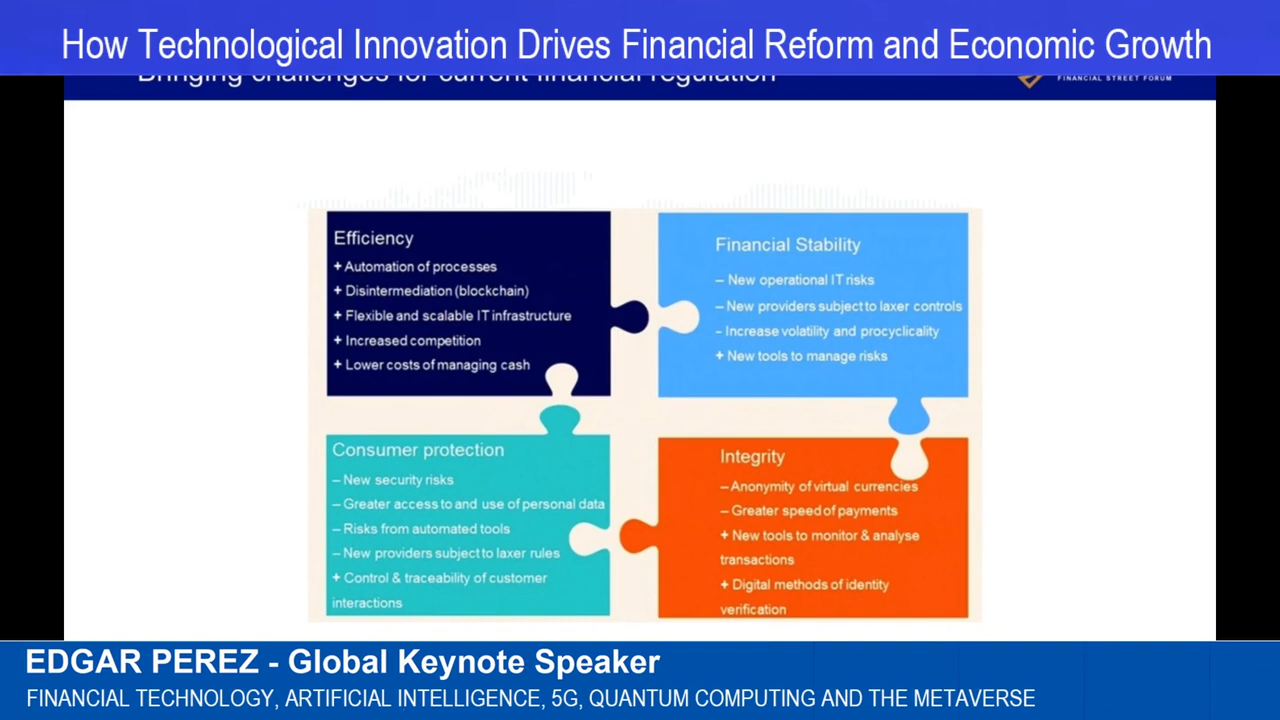 How Technological Innovation Drives Financial Reform and Economic Growth
Bringing challenges for current financial regulation
FINANCIAL STREET FORUM
Efficiency
+ Automation of processes
+ Disintermediation (blockchain)
+ Flexible and scalable IT infrastructure
+ Increased competition
+ Lower costs of managing cash
Financial Stability
– New operational IT risks
– New providers subject to laxer controls
- Increase volatility and procyclicality
+ New tools to manage risks
Consumer protection
– New security risks
– Greater access to and use of personal data
– Risks from automated tools
– New providers subject to laxer rules
+ Control & traceability of customer
interactions
Integrity
– Anonymity of virtual currencies
– Greater speed of payments
+ New tools to monitor & analyse
transactions
+ Digital methods of identity
verification
EDGAR PEREZ - Global Keynote Speaker
FINANCIAL TECHNOLOGY, ARTIFICIAL INTELLIGENCE, 5G, QUANTUM COMPUTING AND THE METAVERSE